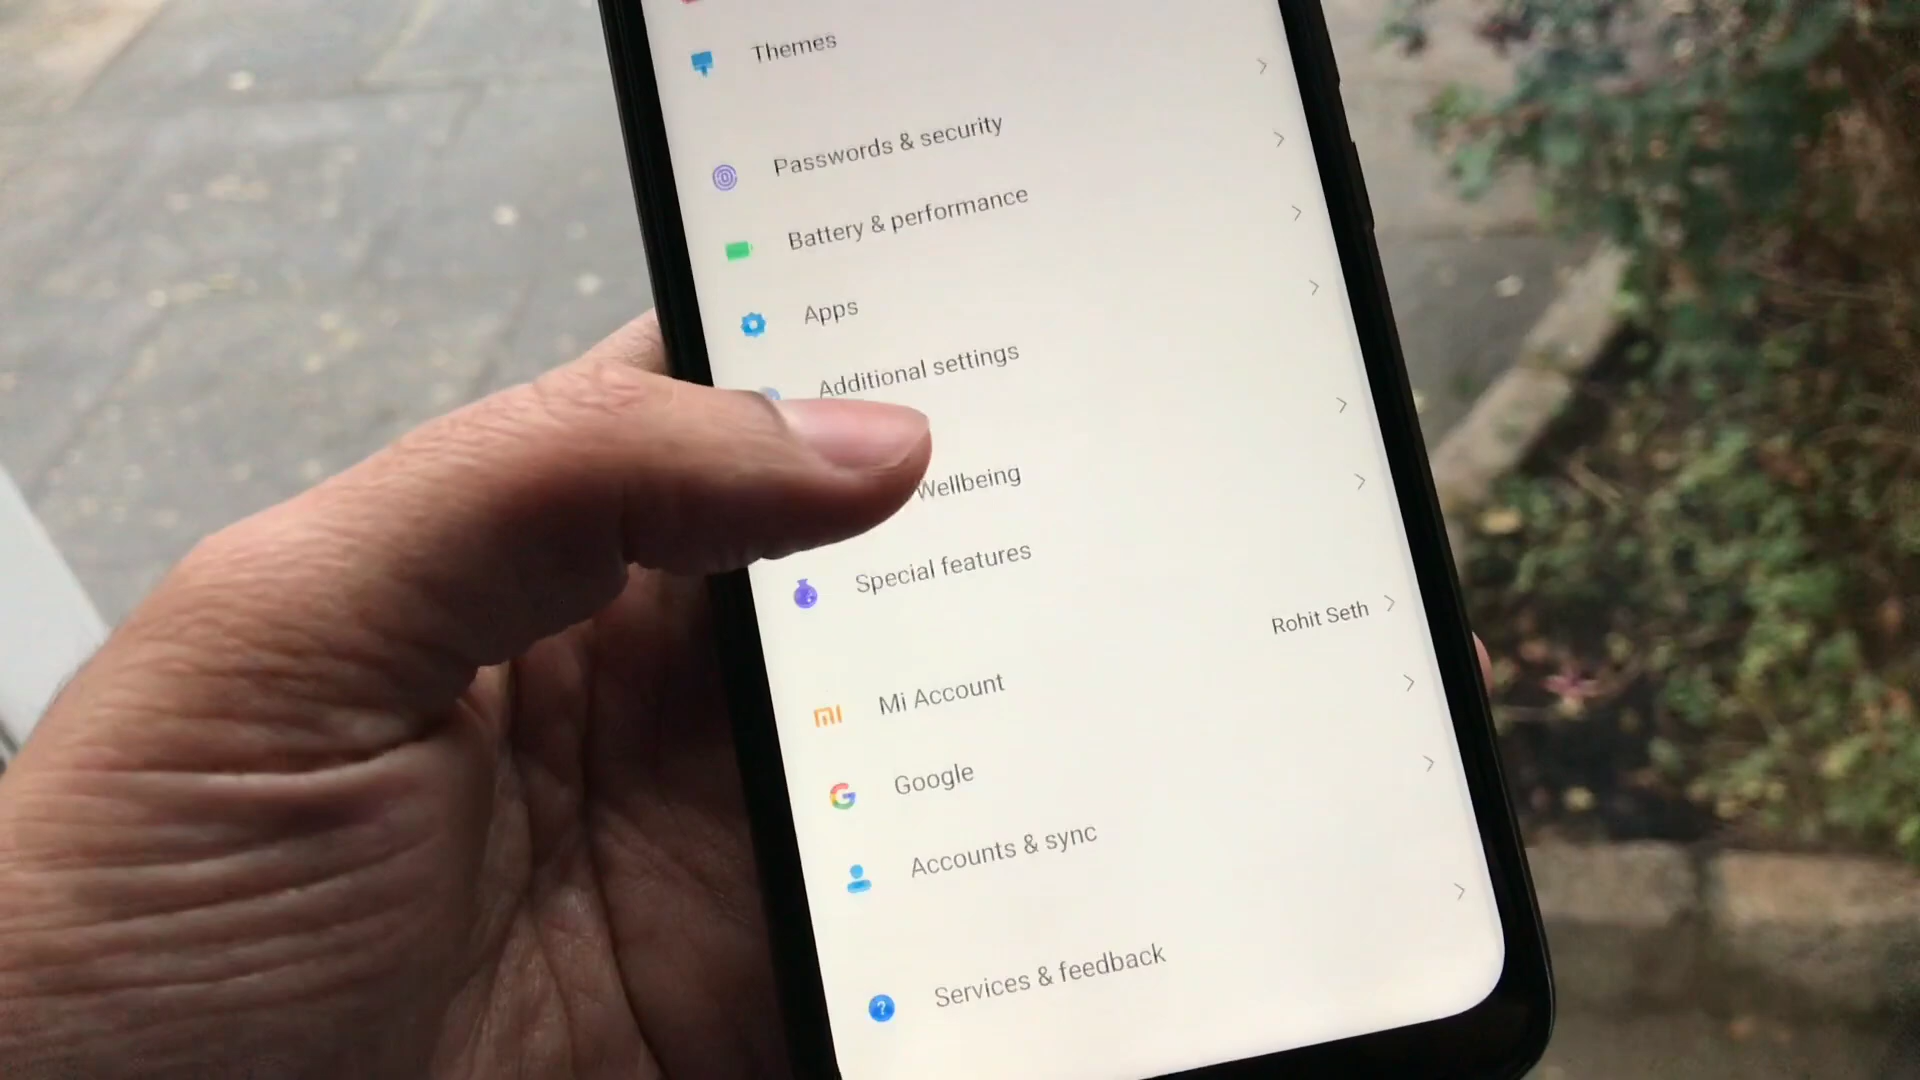 Themes
Passwords & security
Battery & performance
Apps
Additional settings
Wellbeing
Special features
Rohit Seth
mi
Mi Account
G
Google
Accounts & sync
?
Services & feedback